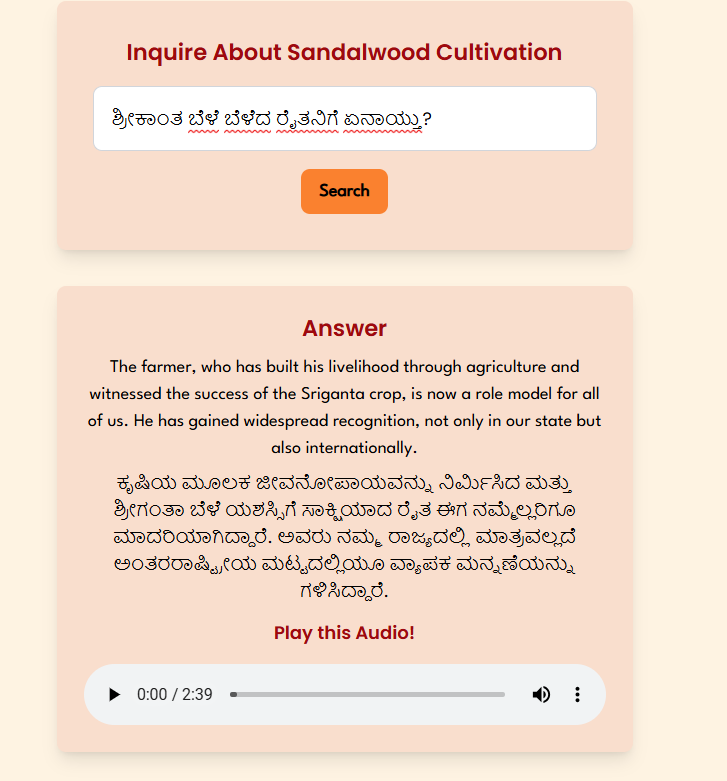 Inquire About Sandalwood Cultivation
ಶ್ರೀಕಾಂತ ಬೆಳೆ ಬೆಳೆದ ರೈತನಿಗೆ ಏನಾಯ್ತು?
Search
Answer
The farmer, who has built his livelihood through agriculture and
witnessed the success of the Sriganta crop, is now a role model for all
of us. He has gained widespread recognition, not only in our state but
also internationally.
ಕೃಷಿಯ ಮೂಲಕ ಜೀವನೋಪಾಯವನ್ನು ನಿರ್ಮಿಸಿದ ಮತ್ತು
ಶ್ರೀಗಂತಾ ಬೆಳೆ ಯಶಸ್ಸಿಗೆ ಸಾಕ್ಷಿಯಾದ ರೈತ ಈಗ ನಮ್ಮೆಲ್ಲರಿಗೂ
ಮಾದರಿಯಾಗಿದ್ದಾರೆ. ಅವರು ನಮ್ಮ ರಾಜ್ಯದಲ್ಲಿ ಮಾತ್ರವಲ್ಲದೆ
ಅಂತರರಾಷ್ಟ್ರೀಯ ಮಟ್ಟದಲ್ಲಿಯೂ ವ್ಯಾಪಕ ಮನ್ನಣೆಯನ್ನು
ಗಳಿಸಿದ್ದಾರೆ.
Play this Audio!
0:00 / 2:39